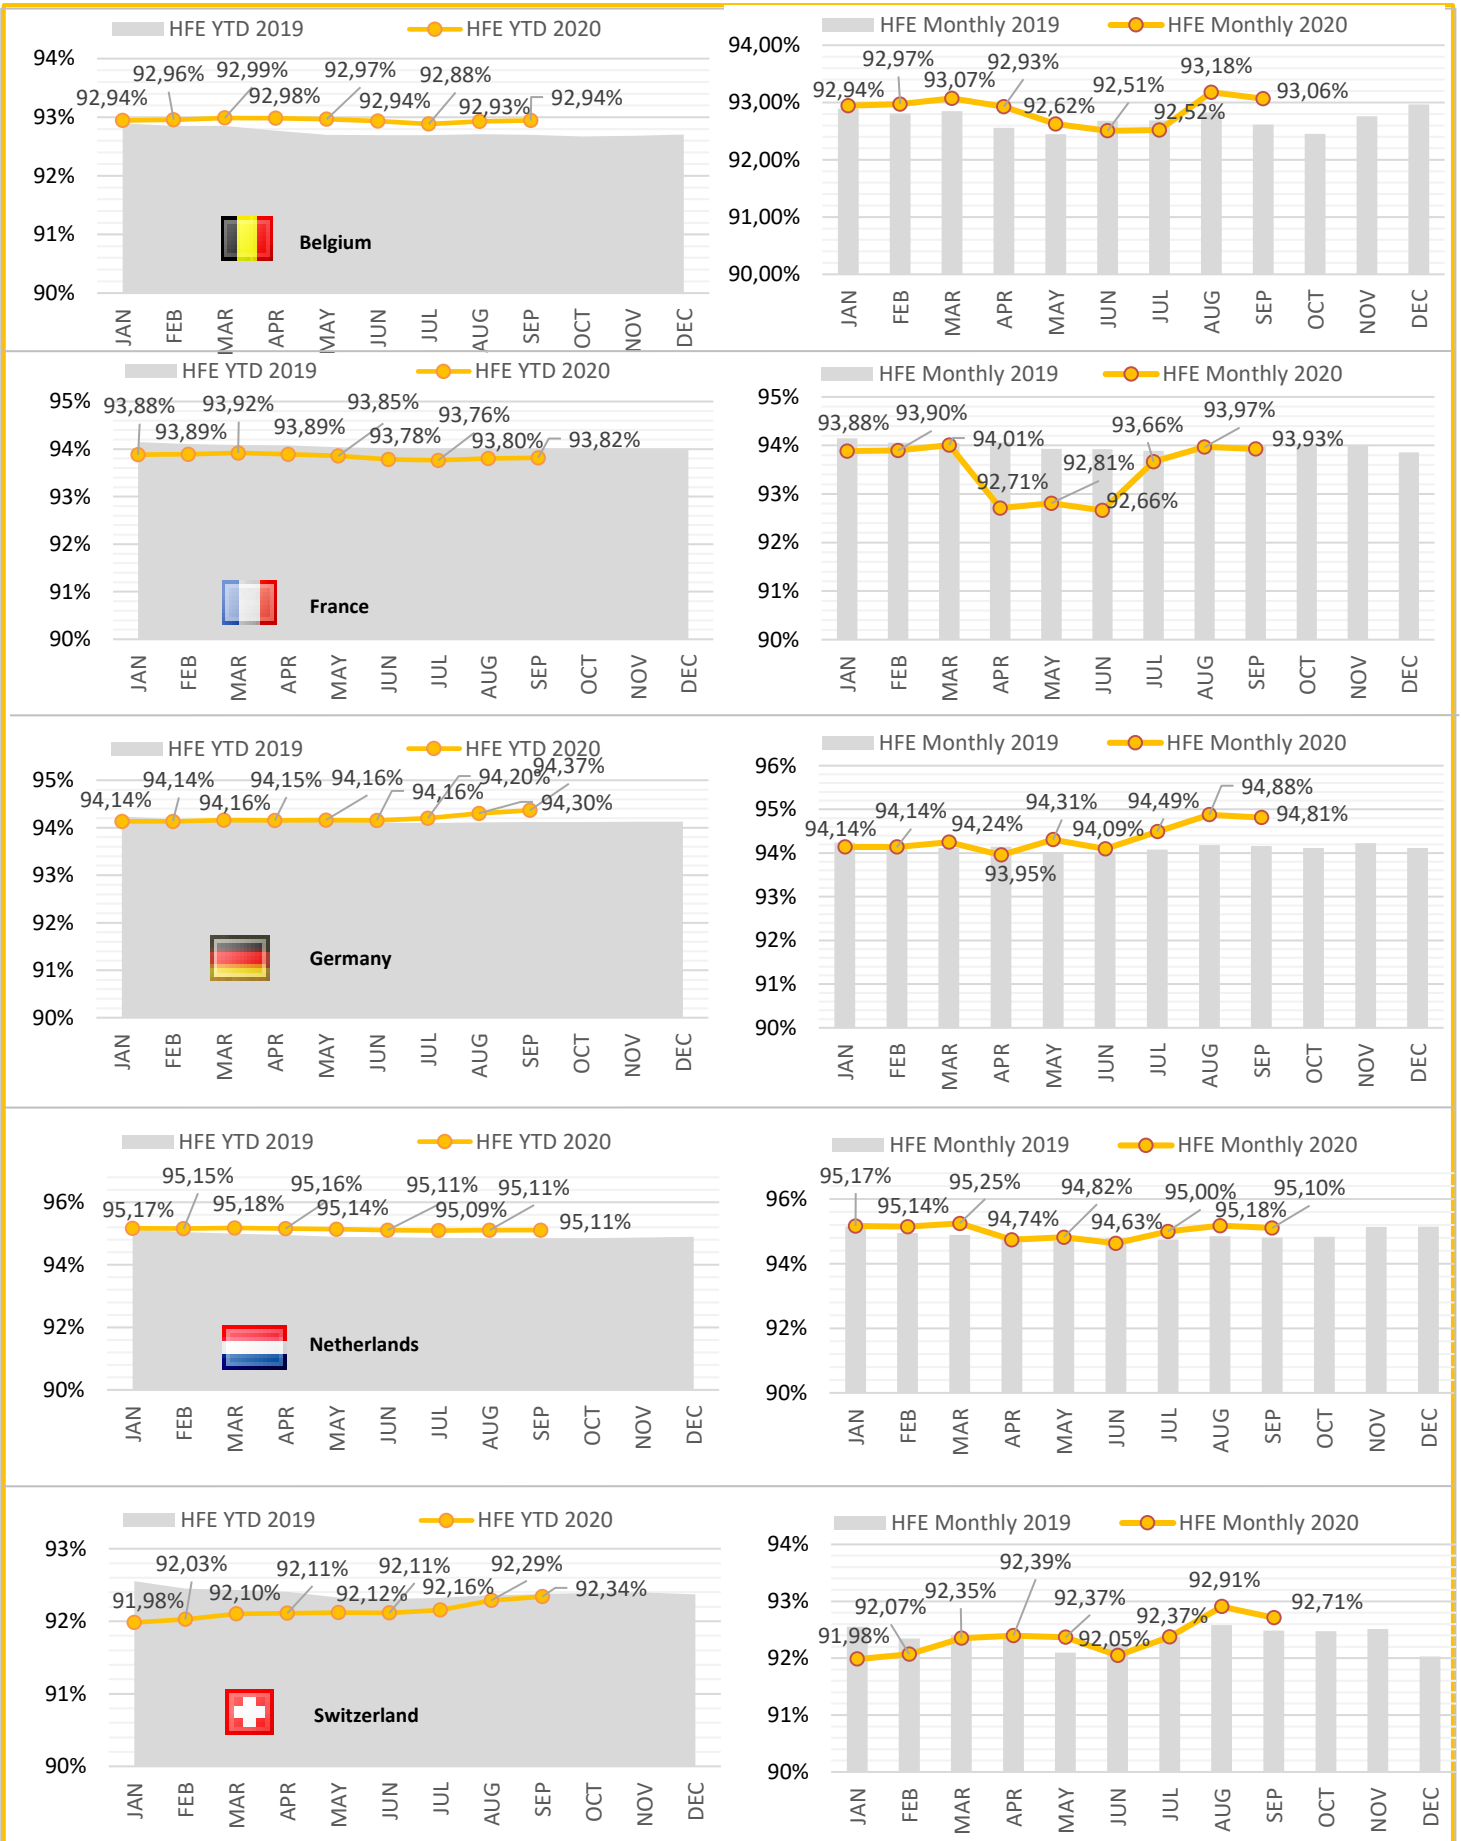 HFE YTD 2019 HFE YTD 2020
94%
93%
92%
91%
90%
92,94% 92,96% 92,99% 92,98% 92,97% 92,94% 92,88% 92,93% 92,94%
Belgium
JAN FEB MAR APR MAY JUN JUL AUG SEP OCT NOV DEC
HFE Monthly 2019 HFE Monthly 2020
94,00%
93,00%
92,00%
91,00%
90,00%
92,94% 92,97% 93,07% 92,93% 92,62% 92,51% 92,52% 93,18% 93,06%
JAN FEB MAR APR MAY JUN JUL AUG SEP OCT NOV DEC
HFE YTD 2019 HFE YTD 2020
95%
94%
93%
92%
91%
90%
93,88% 93,89% 93,92% 93,89% 93,85% 93,78% 93,76% 93,80% 93,82%
France
JAN FEB MAR APR MAY JUN JUL AUG SEP OCT NOV DEC
HFE Monthly 2019 HFE Monthly 2020
95%
94%
93%
92%
91%
90%
93,88% 93,90% 94,01% 92,71% 92,81% 92,66% 93,66% 93,97% 93,93%
JAN FEB MAR APR MAY JUN JUL AUG SEP OCT NOV DEC
HFE YTD 2019 HFE YTD 2020
95%
94%
93%
92%
91%
90%
94,14% 94,14% 94,16% 94,15% 94,16% 94,16% 94,20% 94,37% 94,30%
Germany
JAN FEB MAR APR MAY JUN JUL AUG SEP OCT NOV DEC
HFE Monthly 2019 HFE Monthly 2020
96%
95%
94%
93%
92%
91%
90%
94,14% 94,14% 94,24% 93,95% 94,31% 94,09% 94,49% 94,88% 94,81%
JAN FEB MAR APR MAY JUN JUL AUG SEP OCT NOV DEC
HFE YTD 2019 HFE YTD 2020
96%
94%
92%
90%
95,17% 95,15% 95,18% 95,16% 95,14% 95,11% 95,09% 95,11% 95,11%
Netherlands
JAN FEB MAR APR MAY JUN JUL AUG SEP OCT NOV DEC
HFE Monthly 2019 HFE Monthly 2020
96%
94%
92%
90%
95,17% 95,14% 95,25% 94,74% 94,82% 94,63% 95,00% 95,18% 95,10%
JAN FEB MAR APR MAY JUN JUL AUG SEP OCT NOV DEC
HFE YTD 2019 HFE YTD 2020
93%
92%
91%
90%
91,98% 92,03% 92,10% 92,11% 92,12% 92,11% 92,16% 92,29% 92,34%
Switzerland
JAN FEB MAR APR MAY JUN JUL AUG SEP OCT NOV DEC
HFE Monthly 2019 HFE Monthly 2020
94%
93%
92%
91%
90%
91,98% 92,07% 92,35% 92,39% 92,37% 92,05% 92,37% 92,91% 92,71%
JAN FEB MAR APR MAY JUN JUL AUG SEP OCT NOV DEC